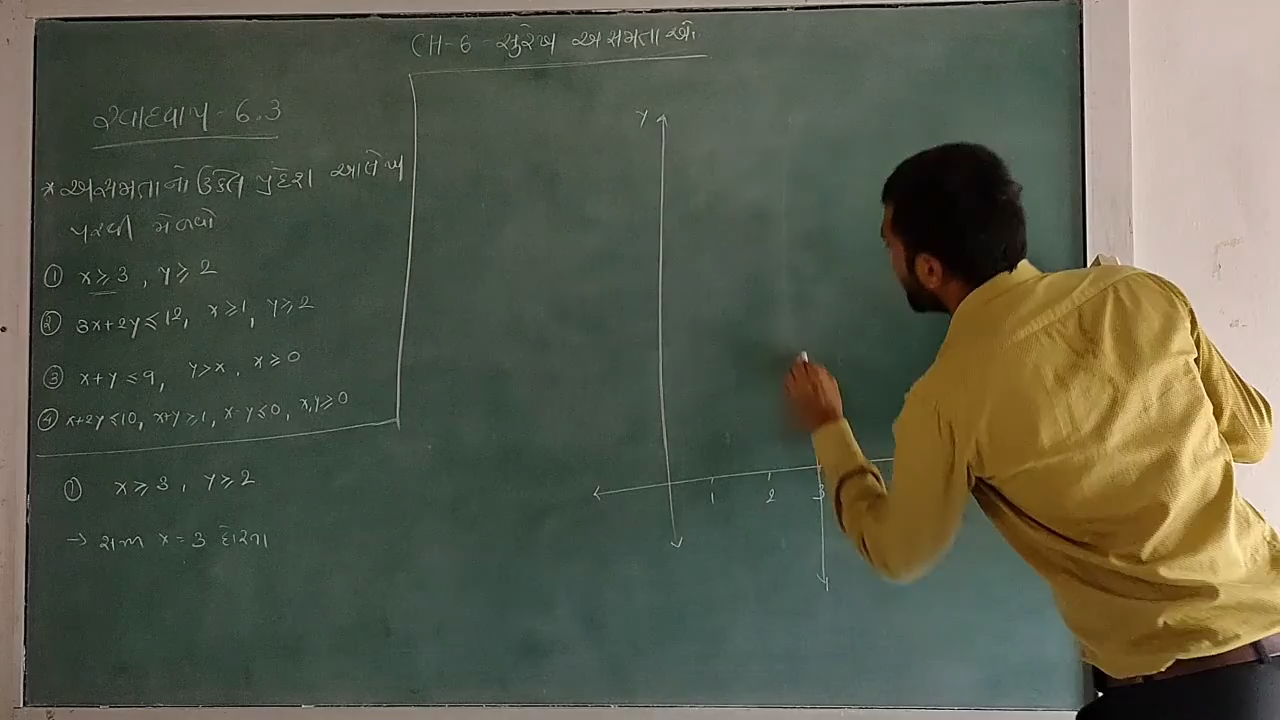 CH-6 - સુરેખ અસમતાઓ.
સ્વાધ્યાય - 6.3
* અસમતાનો ઉકેલ પ્રદેશ આલેખ
પરથી મેળવો
① x ≥ 3 , y ≥ 2
② 3x+2y ≤ 12, x ≥ 1, y ≥ 2
③ x+y ≤ 9, y > x, x ≥ 0
④ x+2y ≤ 10, x+y ≥ 1, x-y ≤ 0, x,y ≥ 0
① x ≥ 3, y ≥ 2
→ x = 3
y
1 2 3